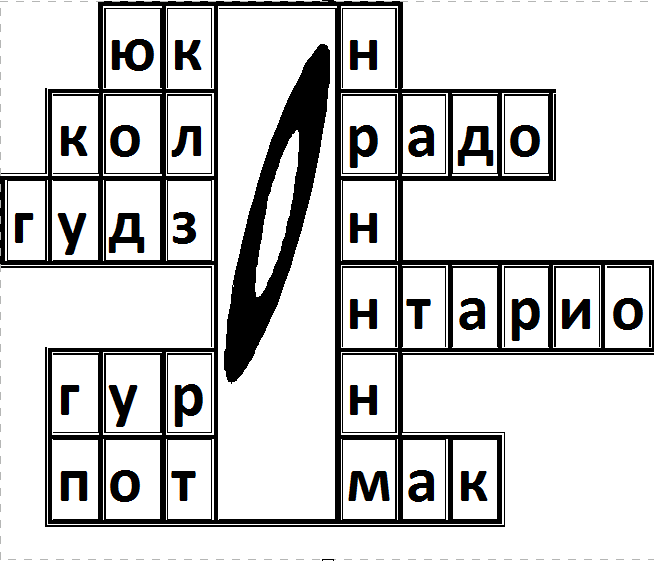 юк О н
кол радо
гудз н
нтарио
гур н
пот мак